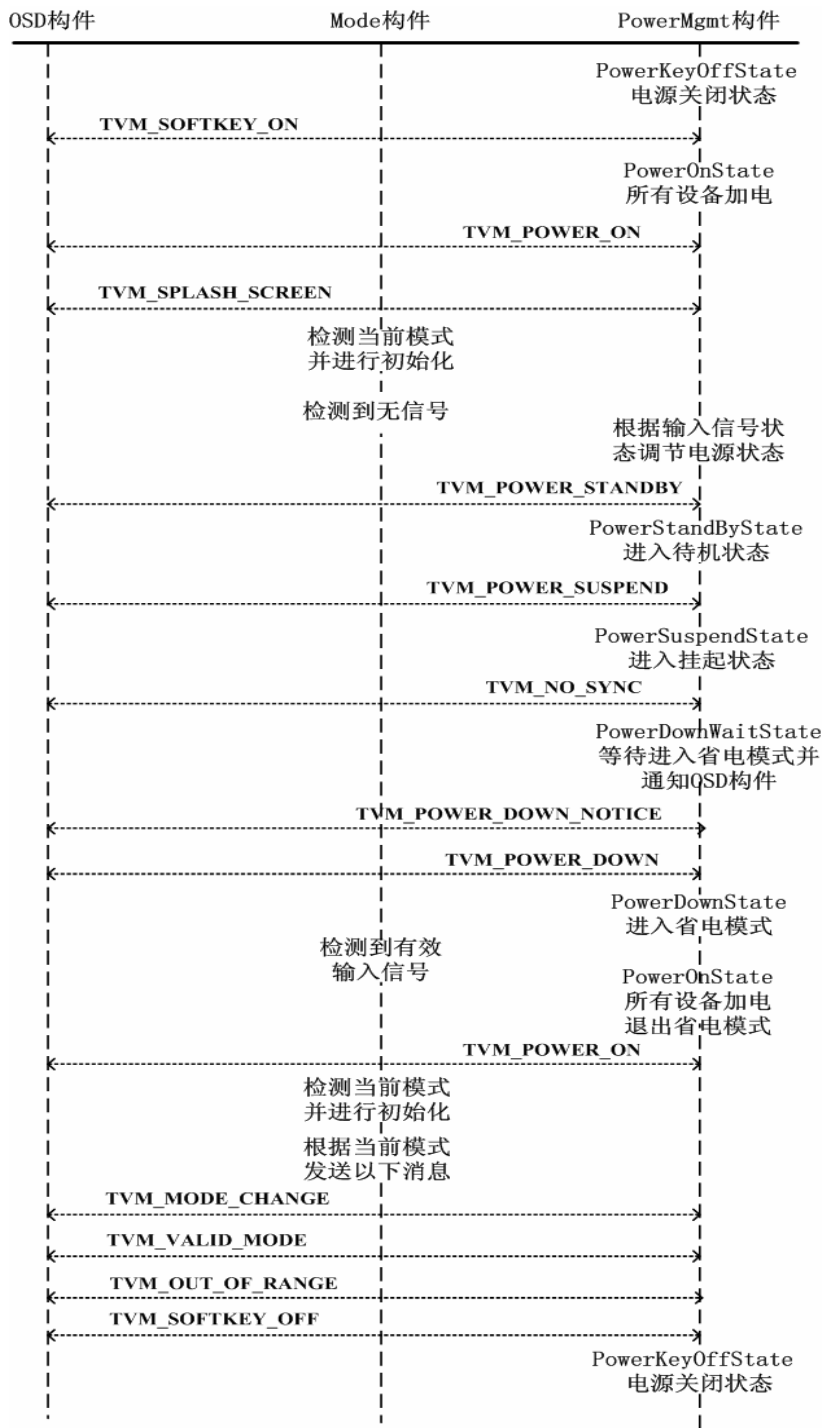 OSD构件 Mode构件 PowerMgmt构件
PowerKeyOffState
电源关闭状态
TVM_SOFTKEY_ON
PowerOnState
所有设备加电
TVM_POWER_ON
TVM_SPLASH_SCREEN
检测当前模式
并进行初始化
检测到无信号
根据输入信号状
态调节电源状态
TVM_POWER_STANDBY
PowerStandByState
进入待机状态
TVM_POWER_SUSPEND
PowerSuspendState
进入挂起状态
TVM_NO_SYNC
PowerDownWaitState
等待进入省电模式并
通知OSD构件
TVM_POWER_DOWN_NOTICE
TVM_POWER_DOWN
PowerDownState
进入省电模式
检测到有效
输入信号
PowerOnState
所有设备加电
退出省电模式
TVM_POWER_ON
检测当前模式
并进行初始化
根据当前模式
发送以下消息
TVM_MODE_CHANGE
TVM_VALID_MODE
TVM_OUT_OF_RANGE
TVM_SOFTKEY_OFF
PowerKeyOffState
电源关闭状态